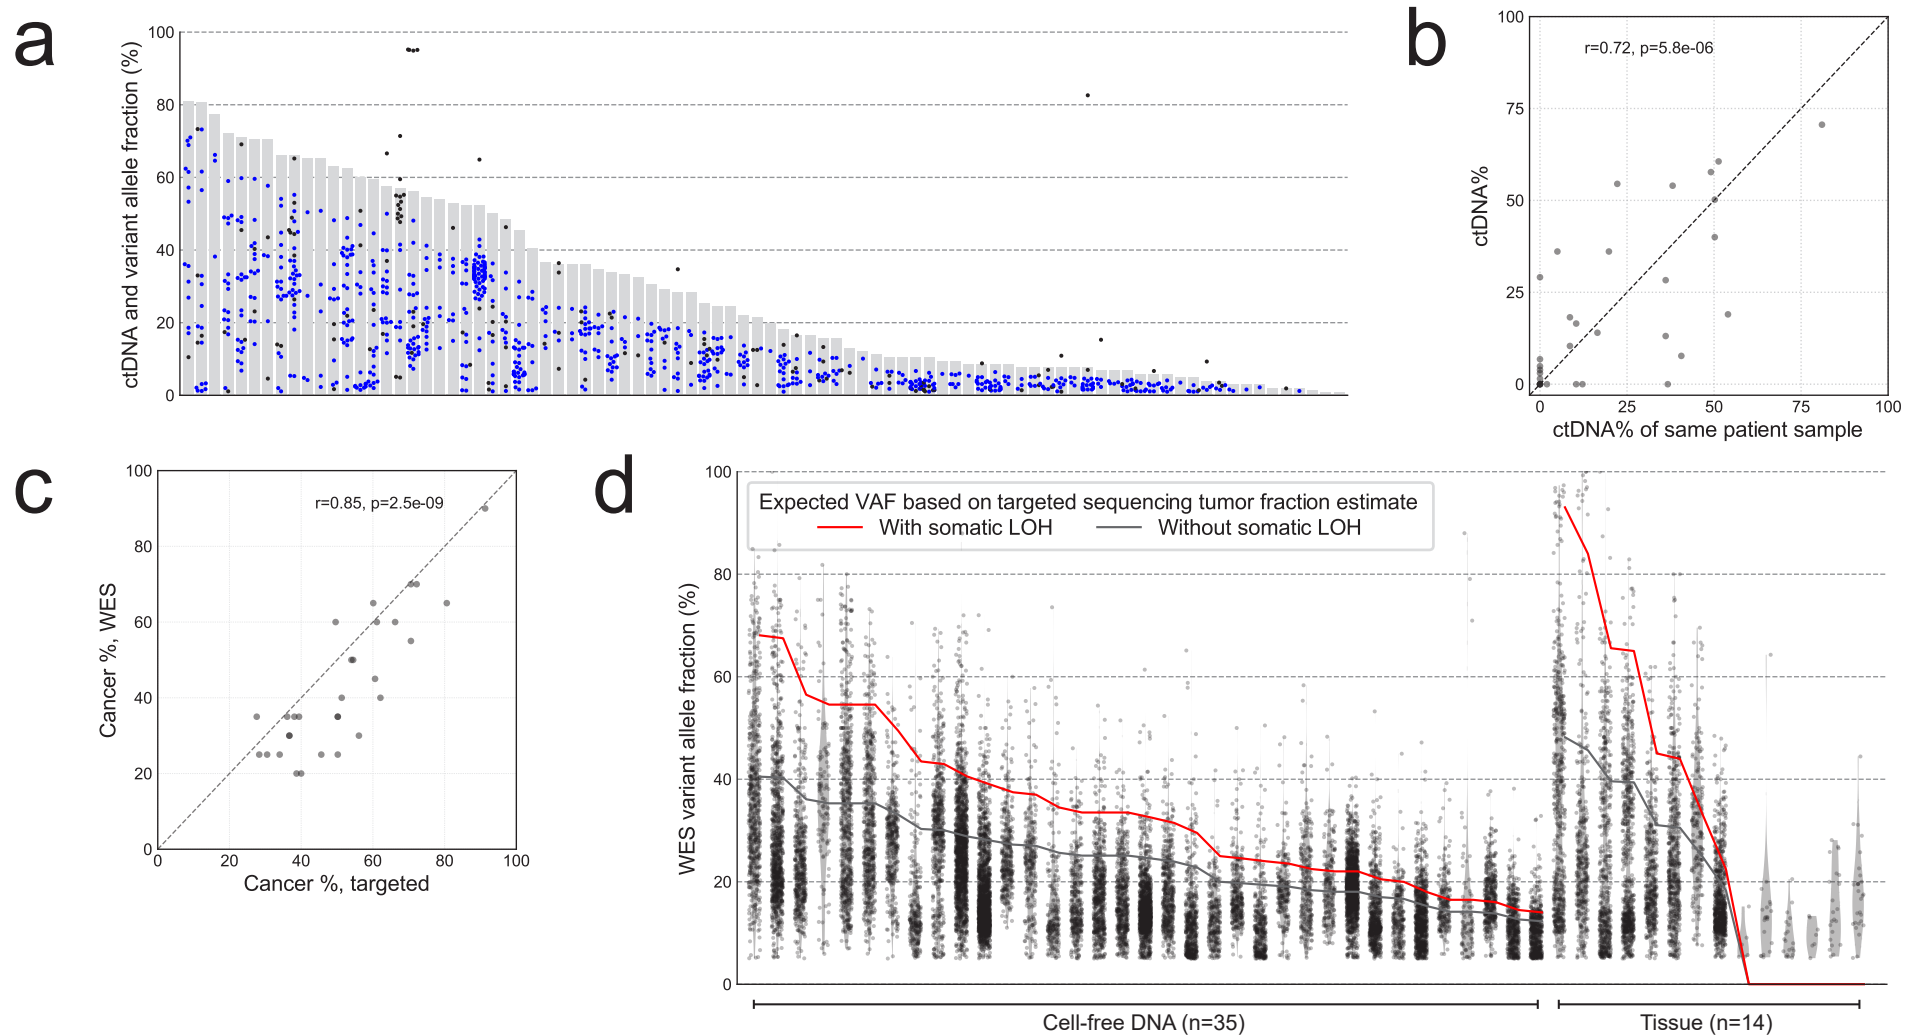 a
ctDNA and variant allele fraction (%)
100
80
60
40
20
0
b
r=0.72, p=5.8e-06
ctDNA%
100
75
50
25
0
0 25 50 75 100
ctDNA% of same patient sample
c
r=0.85, p=2.5e-09
Cancer %, WES
100
80
60
40
20
0
0 20 40 60 80 100
Cancer %, targeted
d
WES variant allele fraction (%)
100
80
60
40
20
0
Expected VAF based on targeted sequencing tumor fraction estimate
With somatic LOH Without somatic LOH
Cell-free DNA (n=35) Tissue (n=14)